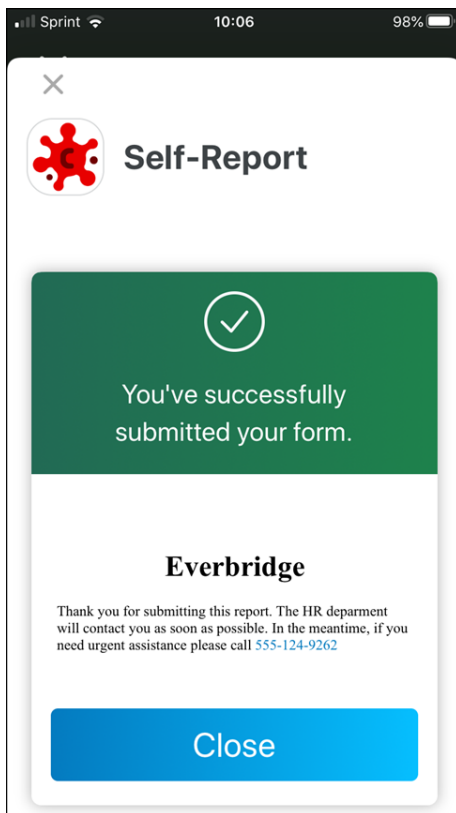 Sprint 10:06 98%
Self-Report
You've successfully
submitted your form.
Everbridge
Thank you for submitting this report. The HR deparment
will contact you as soon as possible. In the meantime, if you
need urgent assistance please call 555-124-9262
Close